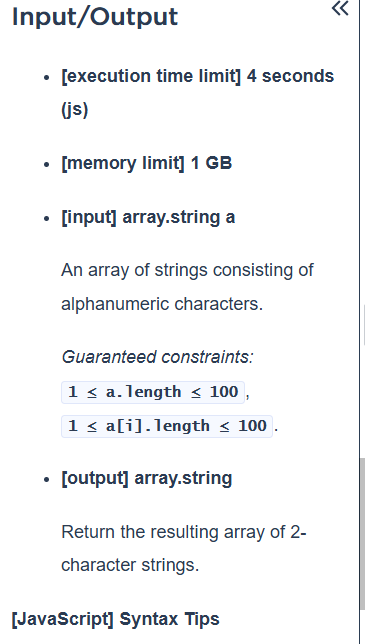 Input/Output
• [execution time limit] 4 seconds
(js)
• [memory limit] 1 GB
• [input] array.string a
An array of strings consisting of
alphanumeric characters.
Guaranteed constraints:
1 ≤ a.length ≤ 100 ,
1 ≤ a[i].length ≤ 100 .
• [output] array.string
Return the resulting array of 2-
character strings.
[JavaScript] Syntax Tips